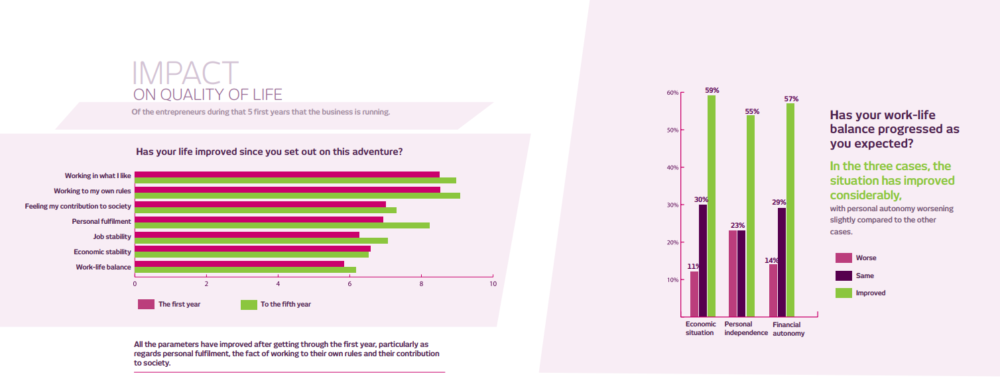 IMPACT
ON QUALITY OF LIFE
Of the entrepreneurs during that 5 first years that the business is running.
Has your life improved since you set out on this adventure?
Working in what I like
Working to my own rules
Feeling my contribution to society
Personal fulfilment
Job stability
Economic stability
Work-life balance
0 2 4 6 8 10
The first year
To the fifth year
All the parameters have improved after getting through the first year, particularly as
regards personal fulfilment, the fact of working to their own rules and their contribution
to society.
60%
50%
40%
30%
20%
10%
11% 30% 59%
23% 55%
14% 29% 57%
Economic
situation
Personal
independence
Financial
autonomy
Has your work-life
balance progressed as
you expected?
In the three cases, the
situation has improved
considerably,
with personal autonomy worsening
slightly compared to the other
cases.
Worse
Same
Improved